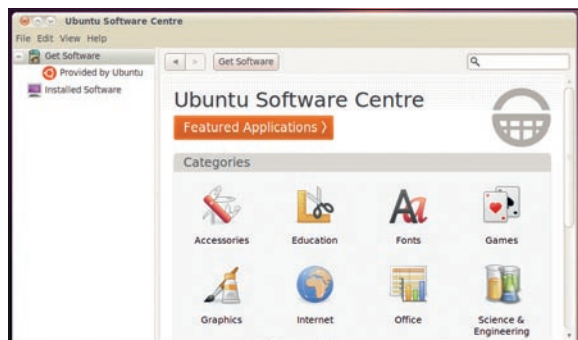 Ubuntu Software Centre
File Edit View Help
Get Software
Provided by Ubuntu
Installed Software
Get Software
Ubuntu Software Centre
Featured Applications
Categories
Accessories Education Fonts Games
Graphics Internet Office Science &
Engineering